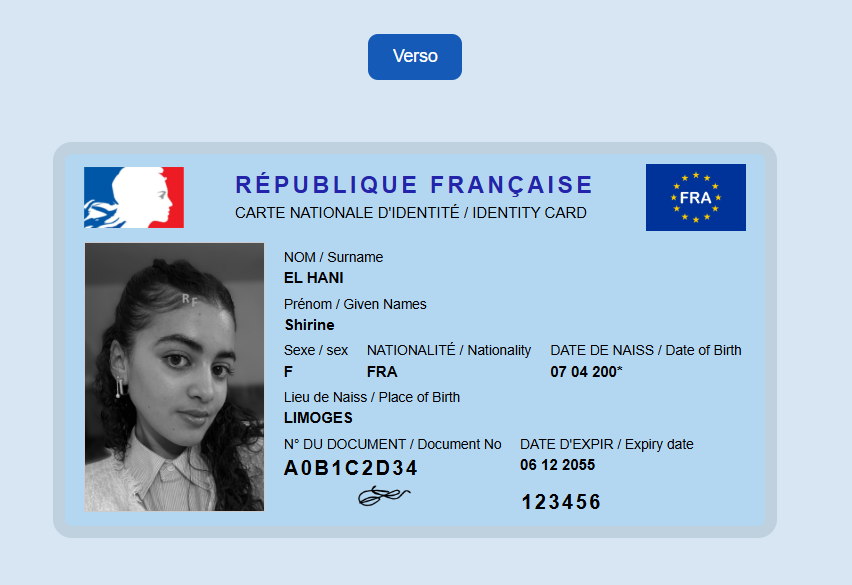 Verso
RÉPUBLIQUE FRANÇAISE
CARTE NATIONALE D'IDENTITÉ / IDENTITY CARD
FRA
NOM / Surname
EL HANI
RF
Prénom / Given Names
Shirine
Sexe / sex NATIONALITÉ / Nationality DATE DE NAISS / Date of Birth
F FRA 07 04 200*
Lieu de Naiss / Place of Birth
LIMOGES
N° DU DOCUMENT / Document No DATE D'EXPIR / Expiry date
A0B1C2D34 06 12 2055
123456